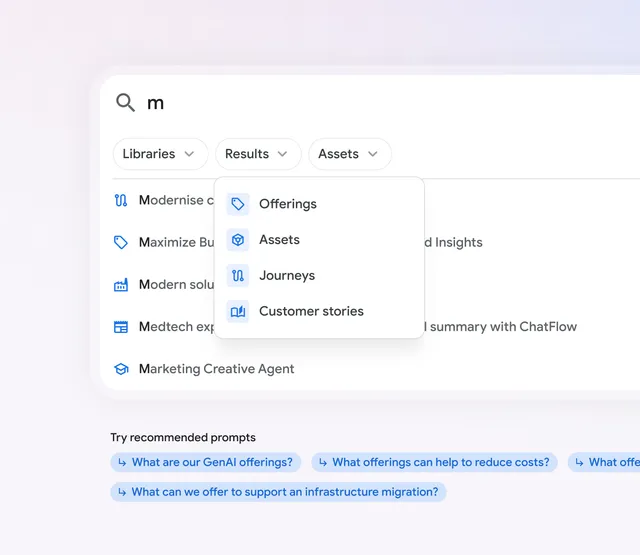 m
Libraries Results Assets
Modernise c
Offerings
Maximize Bu d Insights
Assets
Modern solu
Journeys
Customer stories
Medtech exp l summary with ChatFlow
Marketing Creative Agent
Try recommended prompts
What are our GenAI offerings? What offerings can help to reduce costs? What offe
What can we offer to support an infrastructure migration?